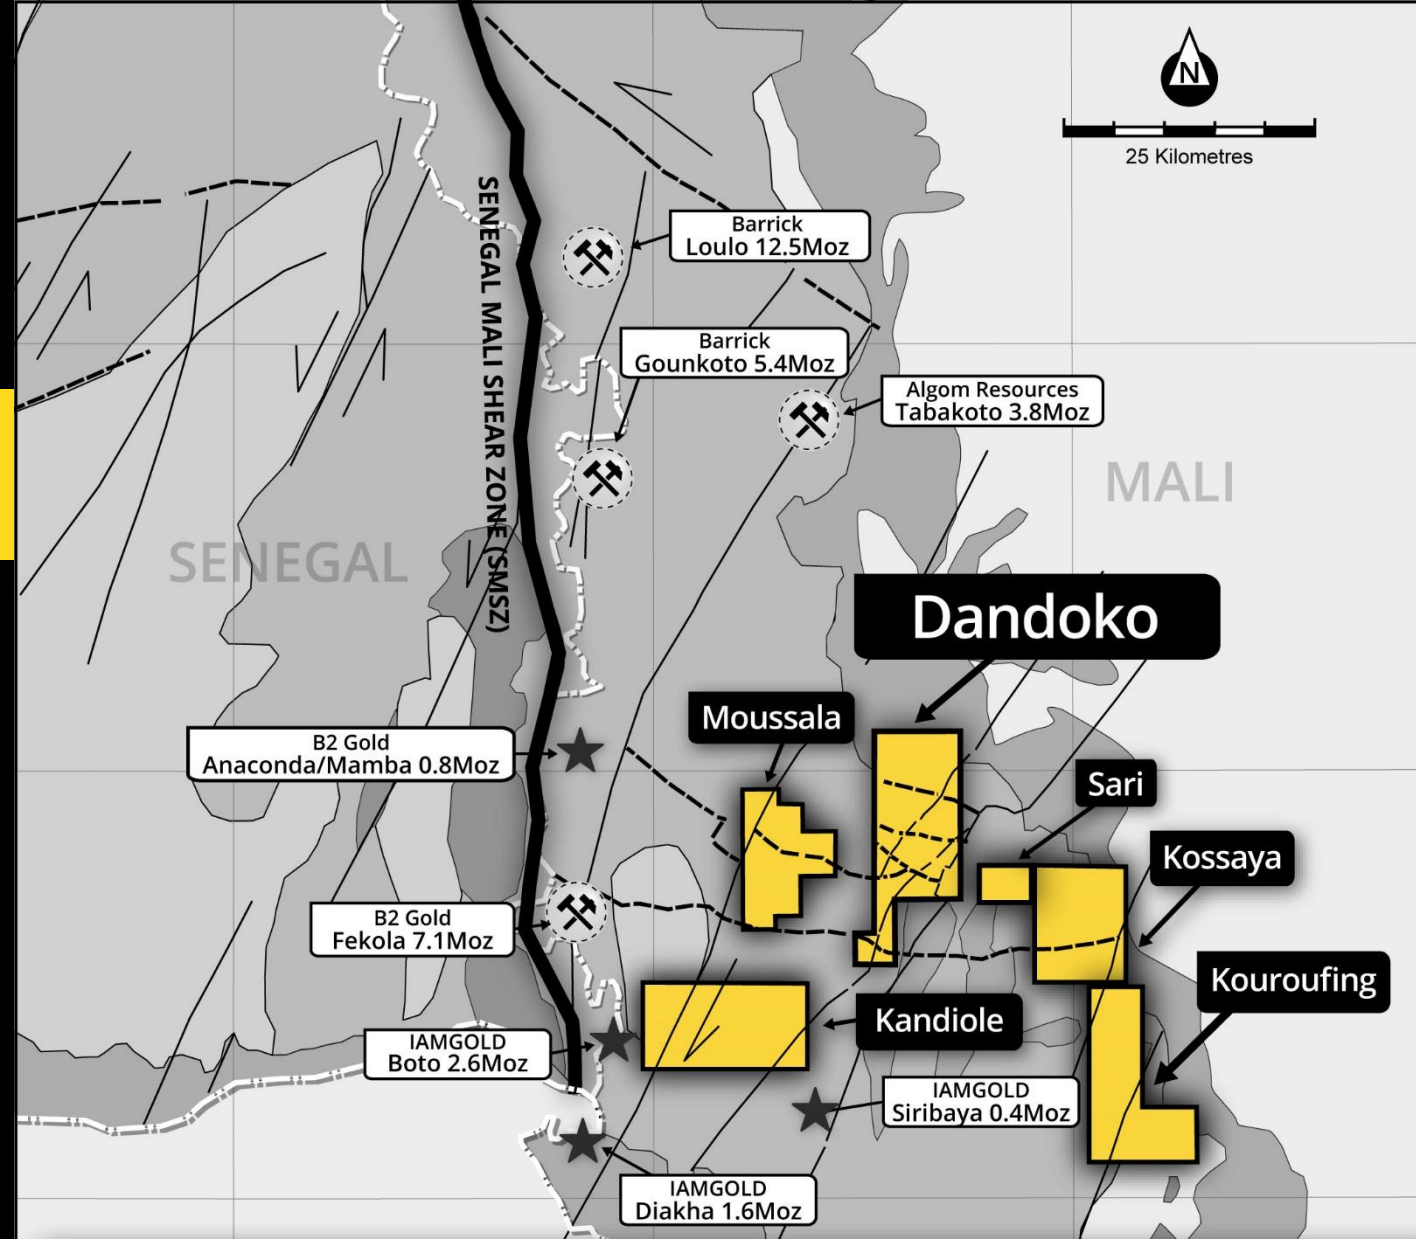 N
25 Kilometres
SENEGAL MALI SHEAR ZONE (SMSZ)
Barrick
Loulo 12.5Moz
Barrick
Gounkoto 5.4Moz
Algom Resources
Tabakoto 3.8Moz
MALI
SENEGAL
Dandoko
Moussala
B2 Gold
Anaconda/Mamba 0.8Moz
Sari
Kossaya
B2 Gold
Fekola 7.1Moz
Kouroufing
Kandiole
IAMGOLD
Boto 2.6Moz
IAMGOLD
Siribaya 0.4Moz
IAMGOLD
Diakha 1.6Moz